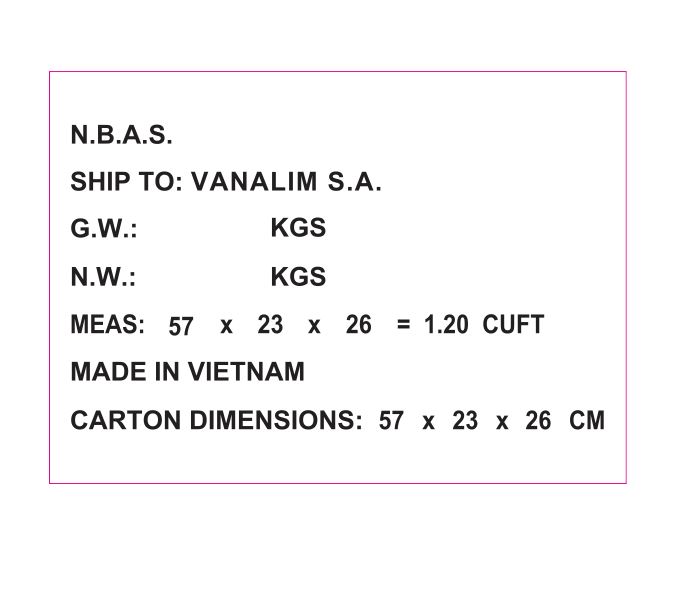 N.B.A.S.
SHIP TO: VANALIM S.A.
G.W.: KGS
N.W.: KGS
MEAS: 57 x 23 x 26 = 1.20 CUFT
MADE IN VIETNAM
CARTON DIMENSIONS: 57 x 23 x 26 CM